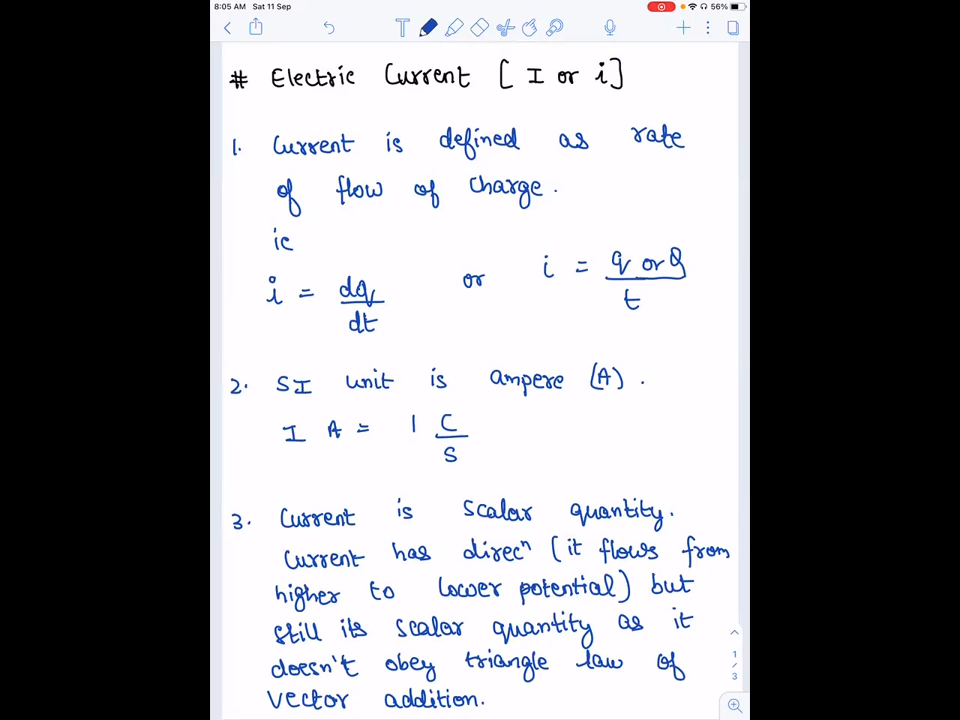 8:05 AM Sat 11 Sep
56%
# Electric Current [ I or i ]
1. Current is defined as rate
of flow of charge.
ie
i = dq/dt or i = q or Q/t
2. SI unit is ampere (A).
I A = 1 C/S
3. Current is scalar quantity.
Current has direcⁿ (it flows from
higher to lower potential) but
still its scalar quantity as it
doesn't obey triangle law of
vector addition.
1
/
3